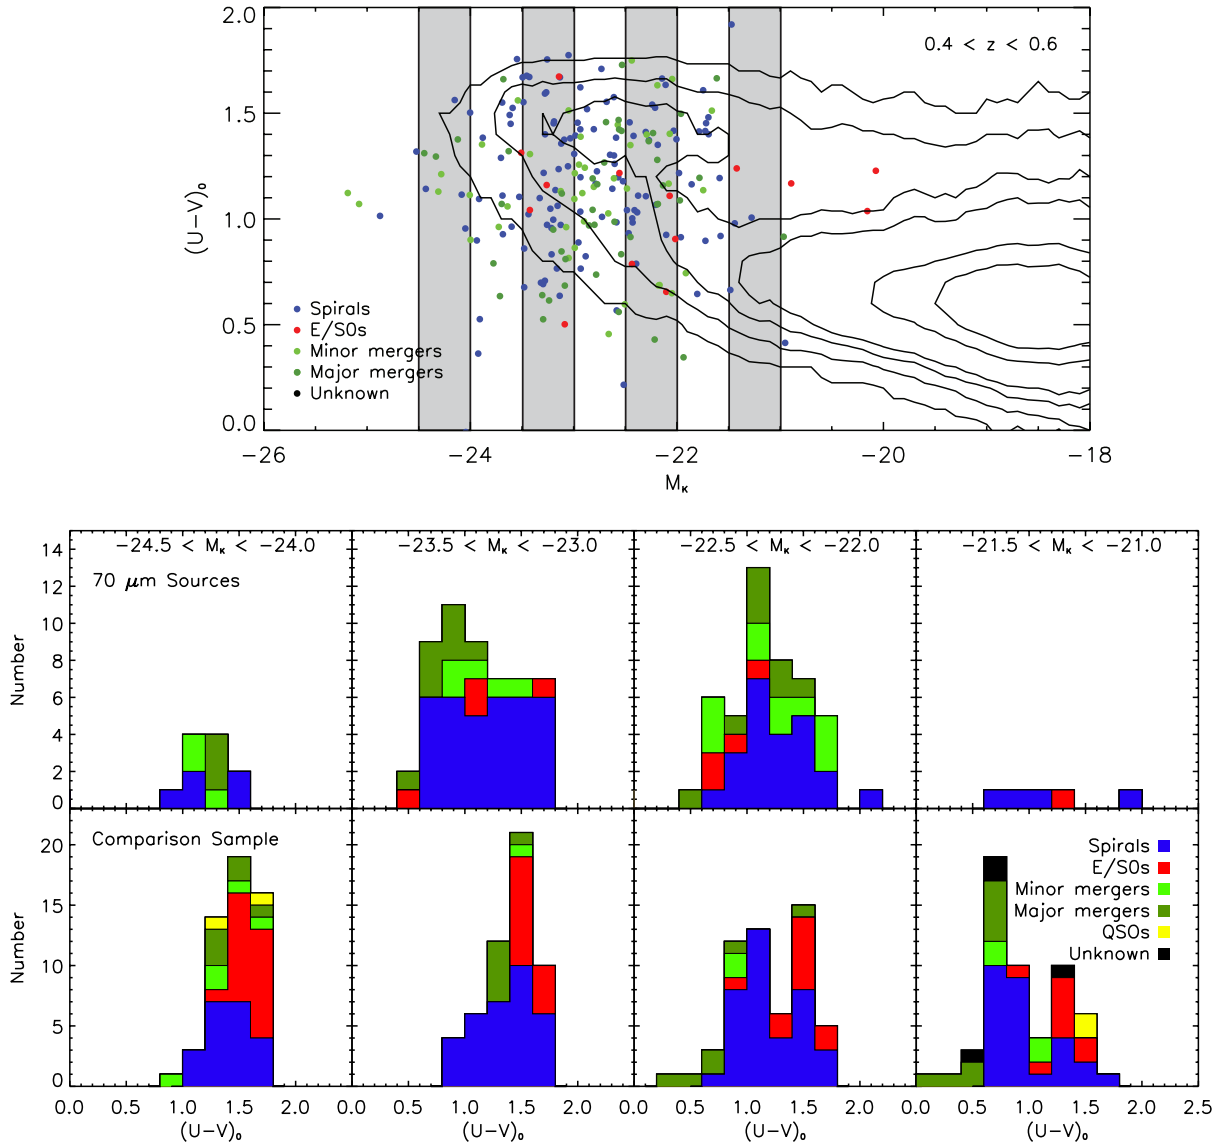 2.0
0.4 < z < 0.6
1.5
(U−V)₀
1.0
Spirals
E/S0s
0.5
Minor mergers
Major mergers
Unknown
0.0
−26 −24 −22 −20 −18
Mκ
−24.5 < Mκ < −24.0 −23.5 < Mκ < −23.0 −22.5 < Mκ < −22.0 −21.5 < Mκ < −21.0
14
70 μm Sources
12
10
Number
8
6
4
2
0
Comparison Sample
20
Spirals
E/S0s
Minor mergers
15
Major mergers
Number
QSOs
Unknown
10
5
0
0.0 0.5 1.0 1.5 2.0 0.0 0.5 1.0 1.5 2.0 0.0 0.5 1.0 1.5 2.0 0.0 0.5 1.0 1.5 2.0 2.5
(U−V)₀ (U−V)₀ (U−V)₀ (U−V)₀